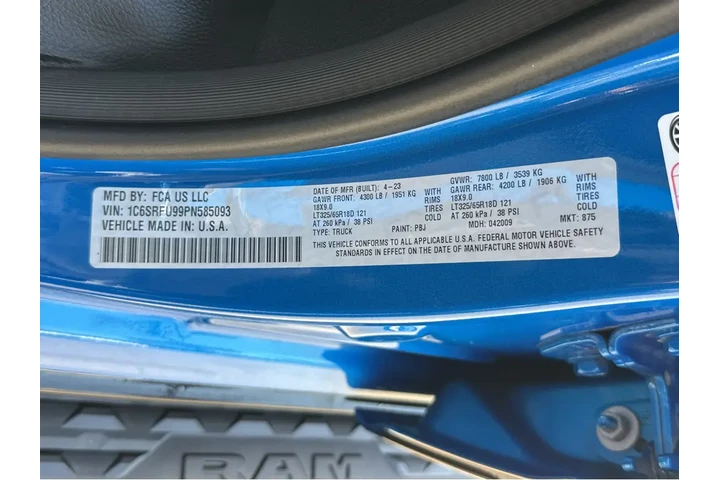 MFD BY: FCA US LLC
VIN: 1C6SRFU99PN585093
VEHICLE MADE IN: U.S.A.
DATE OF MFR (BUILT): 4-23
GAWR FRONT: 4300 LB / 1951 KG WITH
18X9.0 RIMS
LT325/65R18D 121 TIRES
AT 260 kPa / 38 PSI COLD
TYPE: TRUCK PAINT: PBJ
GVWR: 7800 LB / 3539 KG
GAWR REAR: 4200 LB / 1906 KG WITH
18X9.0 RIMS
LT325/65R18D 121 TIRES
AT 260 kPa / 38 PSI COLD
MDH: 042009 MKT: 875
THIS VEHICLE CONFORMS TO ALL APPLICABLE U.S.A. FEDERAL MOTOR VEHICLE SAFETY
STANDARDS IN EFFECT ON THE DATE OF MANUFACTURE SHOWN ABOVE.
RAM